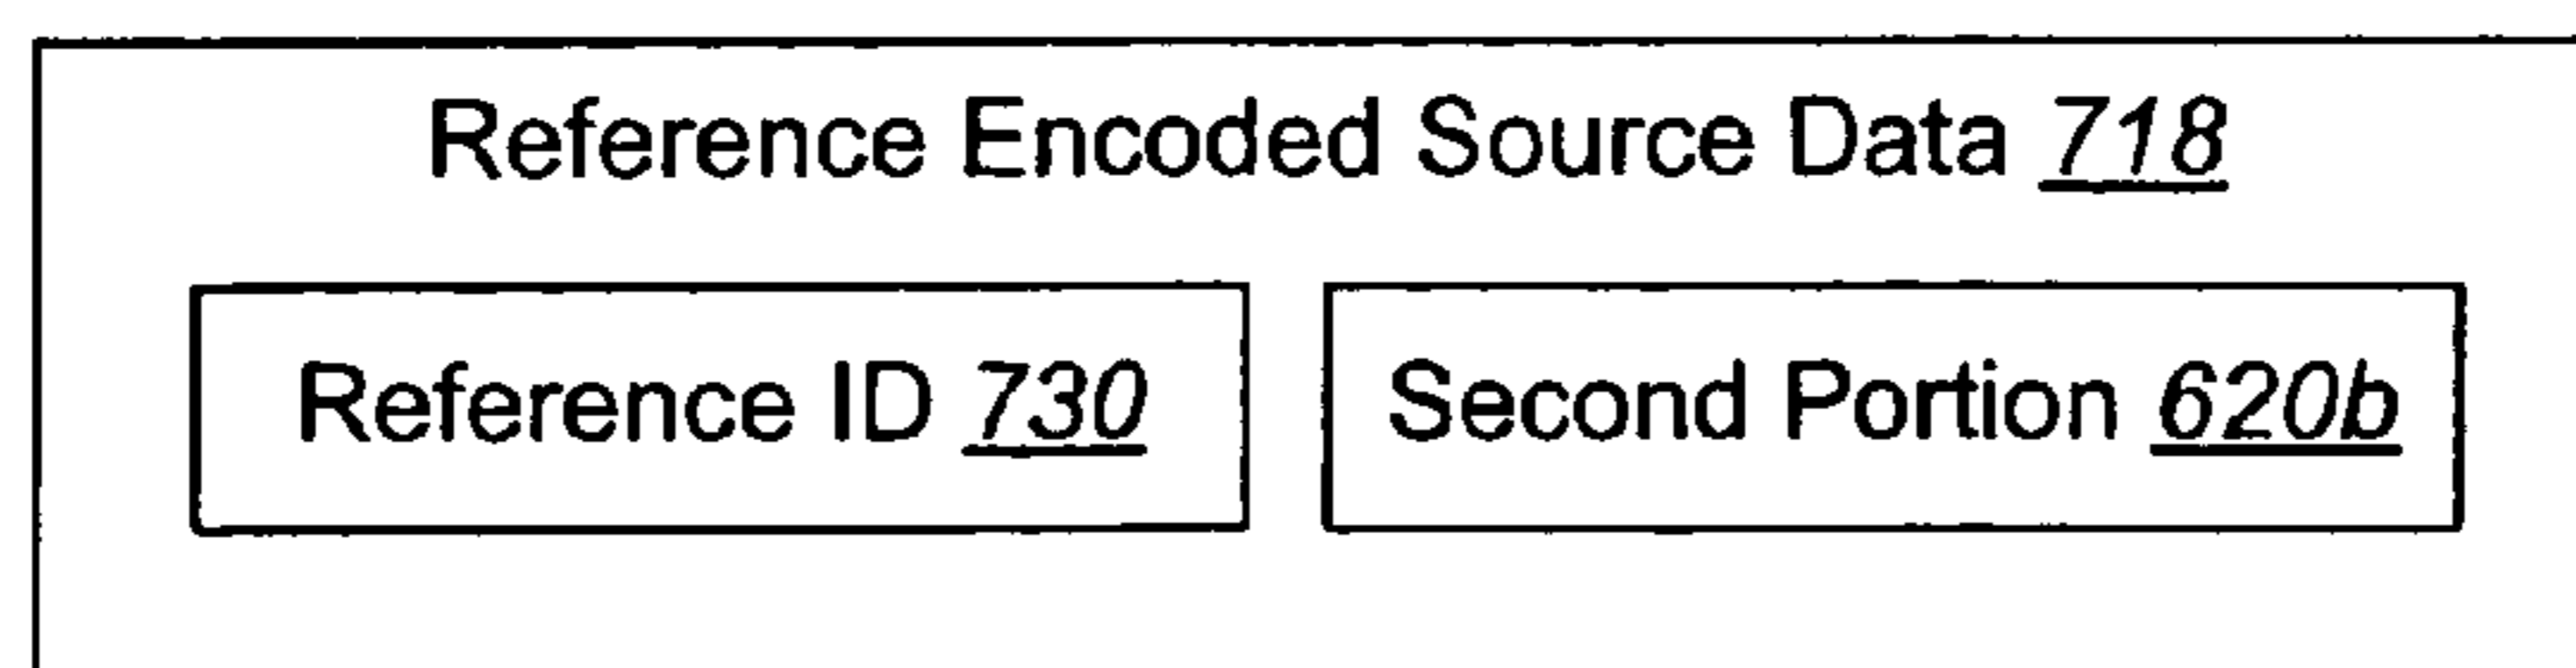 Reference Encoded Source Data 718
Reference ID 730
Second Portion 620b